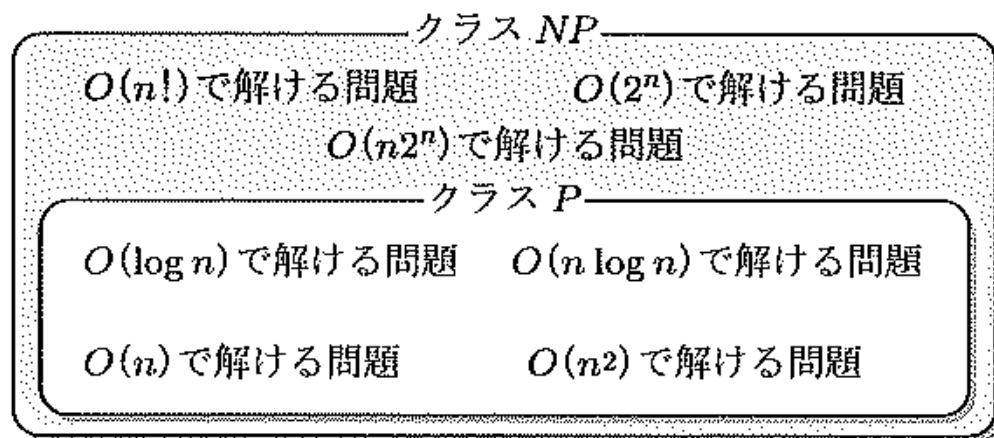 クラス NP
O(n!)で解ける問題 O(2ⁿ)で解ける問題
O(n2ⁿ)で解ける問題
クラス P
O(log n)で解ける問題 O(n log n)で解ける問題
O(n)で解ける問題 O(n²)で解ける問題